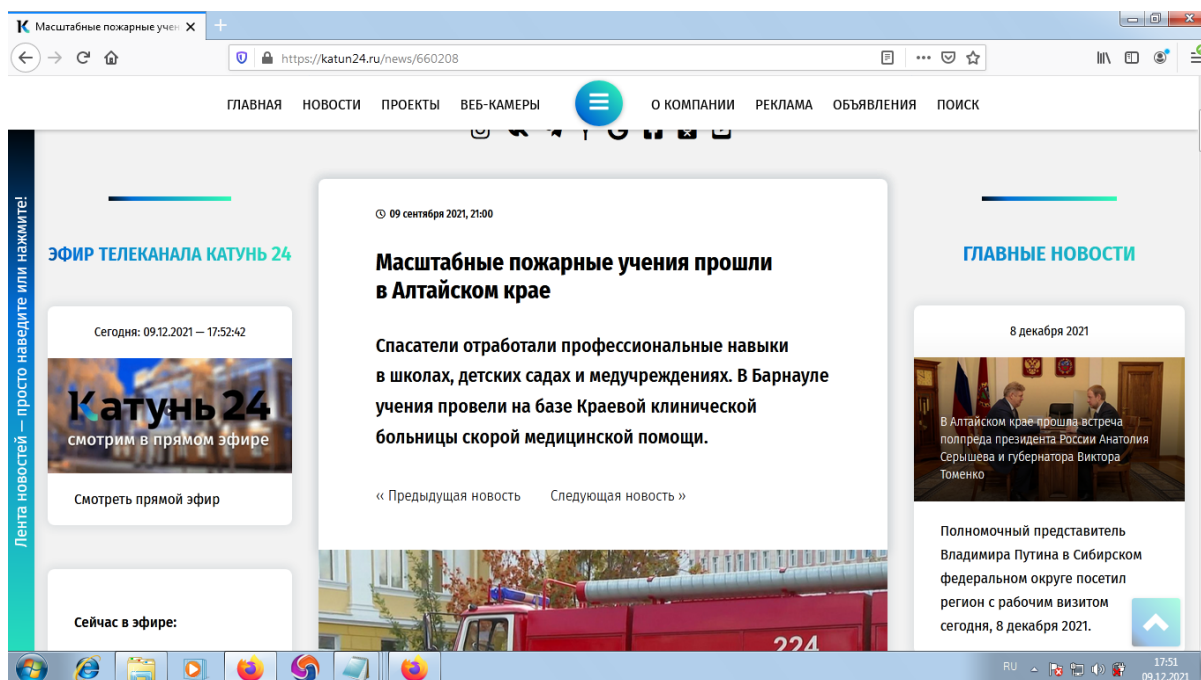 Масштабные пожарные учен
https://katun24.ru/news/660208
ГЛАВНАЯ НОВОСТИ ПРОЕКТЫ ВЕБ-КАМЕРЫ О КОМПАНИИ РЕКЛАМА ОБЪЯВЛЕНИЯ ПОИСК
Лента новостей — просто наведите или нажмите!
ЭФИР ТЕЛЕКАНАЛА КАТУНЬ 24
Сегодня: 09.12.2021 — 17:52:42
Катунь 24
смотрим в прямом эфире
Смотреть прямой эфир
Сейчас в эфире:
09 сентября 2021, 21:00
Масштабные пожарные учения прошли
в Алтайском крае
Спасатели отработали профессиональные навыки
в школах, детских садах и медучреждениях. В Барнауле
учения провели на базе Краевой клинической
больницы скорой медицинской помощи.
‹‹ Предыдущая новость Следующая новость ››
224
ГЛАВНЫЕ НОВОСТИ
8 декабря 2021
В Алтайском крае прошла встреча
полпреда президента России Анатолия
Серышева и губернатора Виктора
Томенко
Полномочный представитель
Владимира Путина в Сибирском
федеральном округе посетил
регион с рабочим визитом
сегодня, 8 декабря 2021.
RU
17:51
09.12.2021